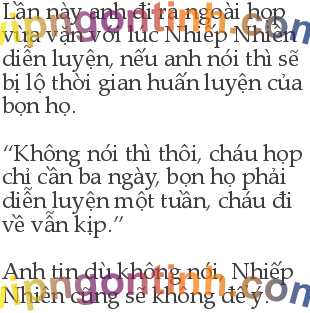 Lần này anh đi ra ngoài họp
vừa vặn với lúc Nhiếp Nhiên
diễn luyện, nếu anh nói thì sẽ
bị lộ thời gian huấn luyện của
bọn họ.
“Không nói thì thôi, cháu họp
chỉ cần ba ngày, bọn họ phải
diễn luyện một tuần, cháu đi
về vẫn kịp.”
Anh tin dù không nói, Nhiếp
Nhiên cũng sẽ không để ý.